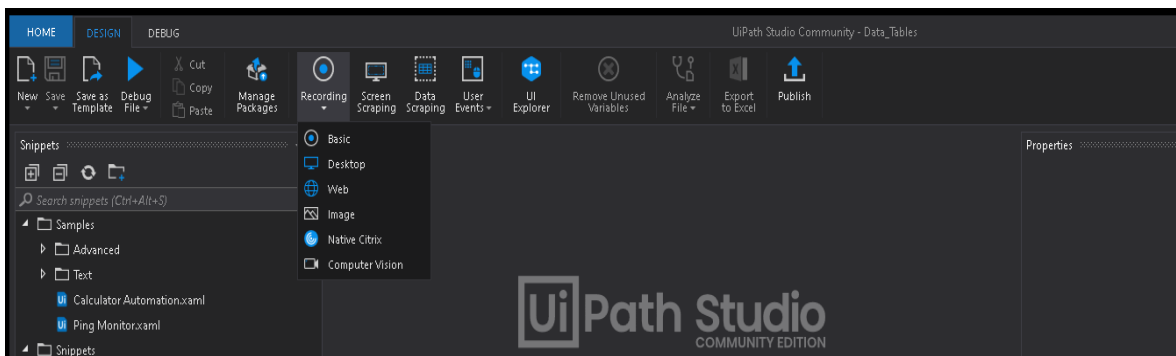 HOME DESIGN DEBUG UiPath Studio Community - Data_Tables
New Save Save as Template Debug File Cut Copy Paste Manage Packages Recording Screen Scraping Data Scraping User Events UI Explorer Remove Unused Variables Analyze File Export to Excel Publish
Snippets
Search snippets (Ctrl+Alt+S)
Samples
Advanced
Text
Ui Calculator Automation.xaml
Ui Ping Monitor.xaml
Snippets
Basic
Desktop
Web
Image
Native Citrix
Computer Vision
Properties
UiPath Studio
COMMUNITY EDITION